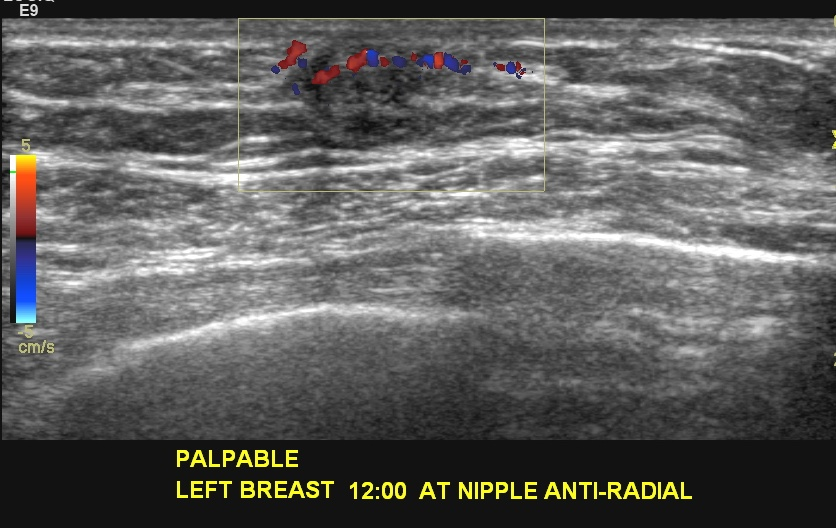 E9
5
-5
cm/s
PALPABLE
LEFT BREAST 12:00 AT NIPPLE ANTI-RADIAL